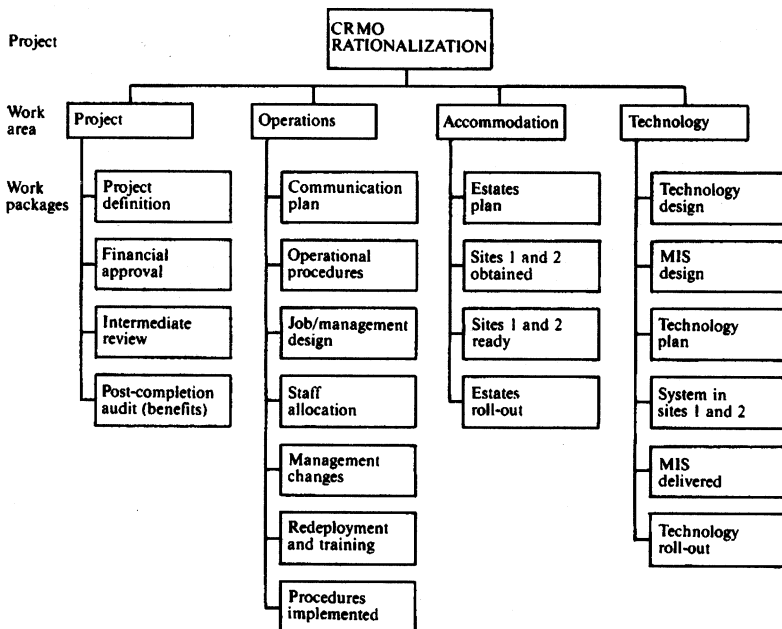 Project
CRMO
RATIONALIZATION
Work
area
Project
Operations
Accommodation
Technology
Work
packages
Project
definition
Financial
approval
Intermediate
review
Post-completion
audit (benefits)
Communication
plan
Operational
procedures
Job/management
design
Staff
allocation
Management
changes
Redeployment
and training
Procedures
implemented
Estates
plan
Sites 1 and 2
obtained
Sites 1 and 2
ready
Estates
roll-out
Technology
design
MIS
design
Technology
plan
System in
sites 1 and 2
MIS
delivered
Technology
roll-out